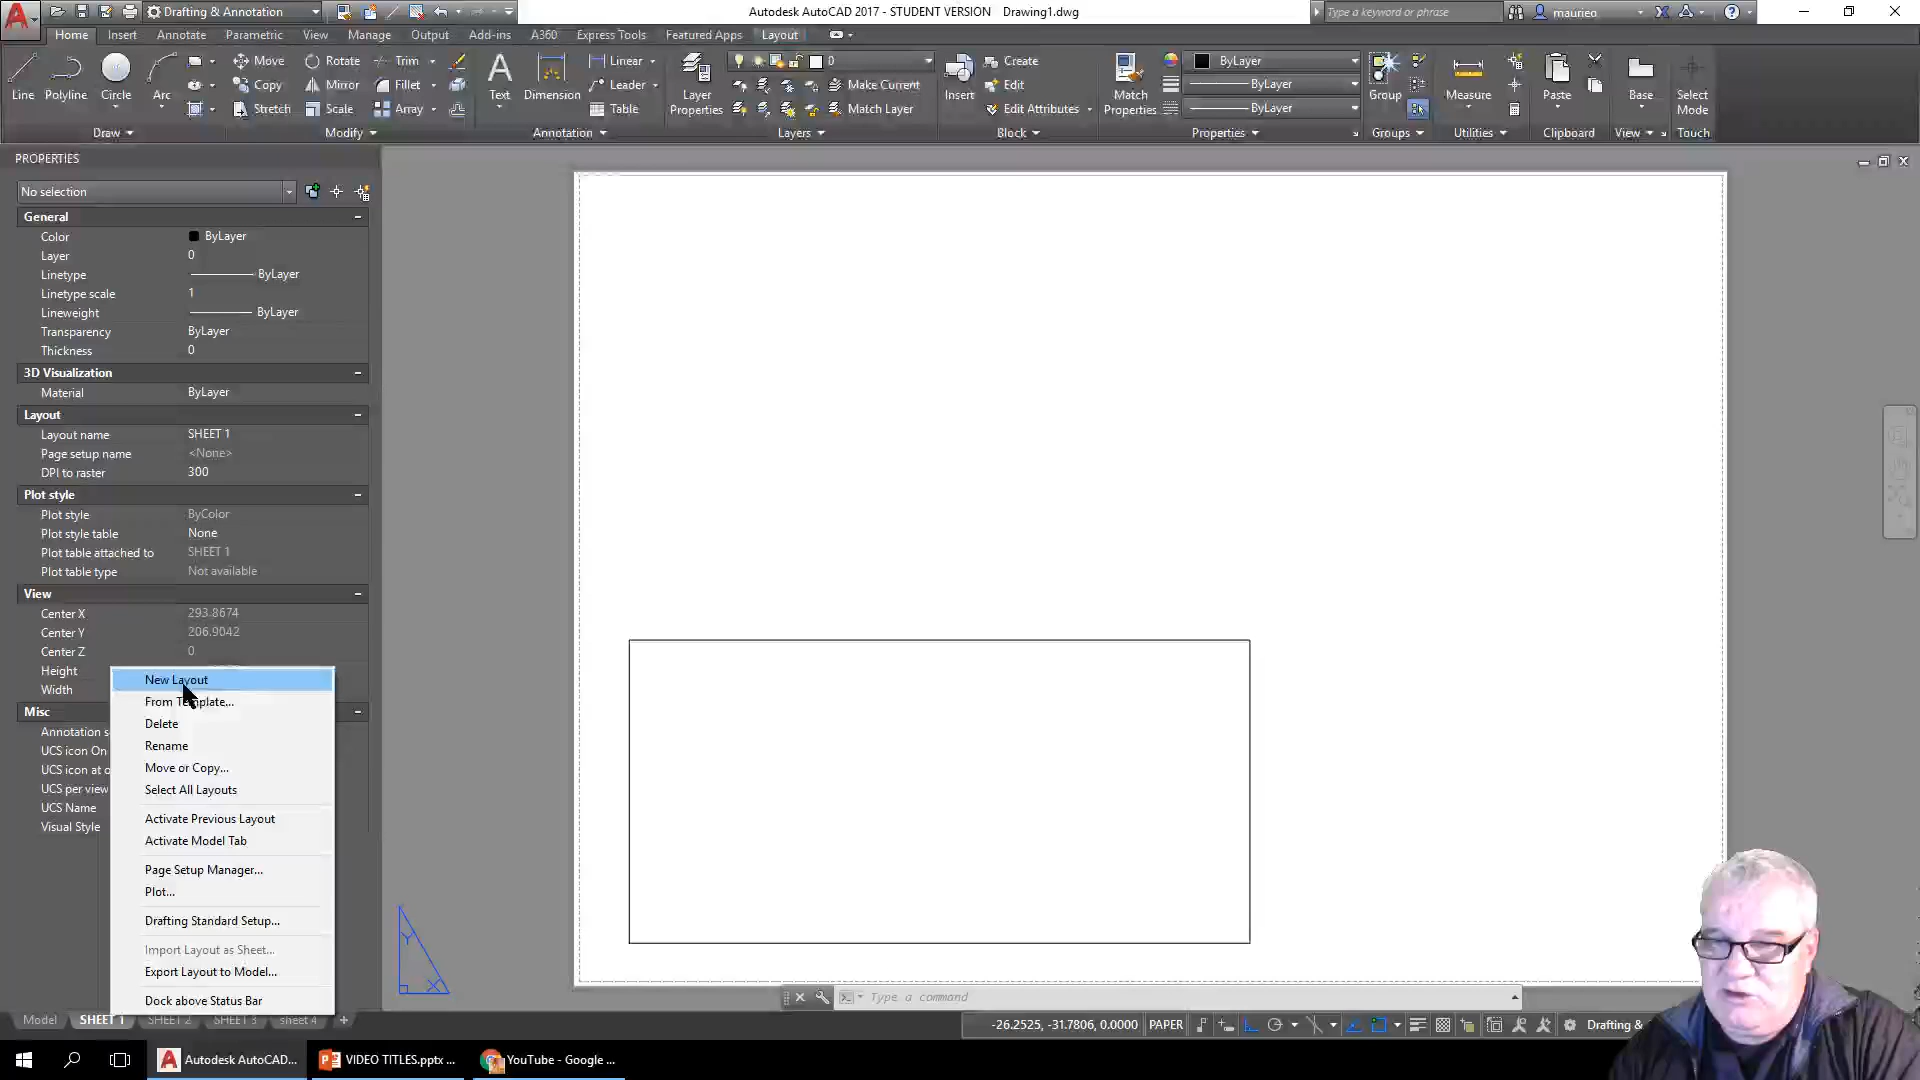 Drafting & Annotation
Autodesk AutoCAD 2017 - STUDENT VERSION Drawing1.dwg
Type a keyword or phrase
maurieo
Home Insert Annotate Parametric View Manage Output Add-ins A360 Express Tools Featured Apps Layout
Line Polyline Circle Arc
Move Rotate Trim
Copy Mirror Fillet
Stretch Scale Array
Text Dimension
Linear
Leader
Table
Layer Properties
0
Make Current
Match Layer
Insert
Create
Edit
Edit Attributes
Match Properties
ByLayer
ByLayer
ByLayer
Group Measure Paste Base Select Mode
Draw Modify Annotation Layers Block Properties Groups Utilities Clipboard View Touch
PROPERTIES
No selection
General
Color ByLayer
Layer 0
Linetype ByLayer
Linetype scale 1
Lineweight ByLayer
Transparency ByLayer
Thickness 0
3D Visualization
Material ByLayer
Layout
Layout name SHEET 1
Page setup name <None>
DPI to raster 300
Plot style
Plot style ByColor
Plot style table None
Plot table attached to SHEET 1
Plot table type Not available
View
Center X 293.8674
Center Y 206.9042
Center Z 0
Height
Width
Misc
Annotation s
UCS icon On
UCS icon at o
UCS per view
UCS Name
Visual Style
New Layout
From Template...
Delete
Rename
Move or Copy...
Select All Layouts
Activate Previous Layout
Activate Model Tab
Page Setup Manager...
Plot...
Drafting Standard Setup...
Import Layout as Sheet...
Export Layout to Model...
Dock above Status Bar
Y
X
Type a command
Model SHEET 1 SHEET 2 SHEET 3 sheet 4 +
-26.2525, -31.7806, 0.0000 PAPER
Drafting &
Autodesk AutoCAD... VIDEO TITLES.pptx ... YouTube - Google ...